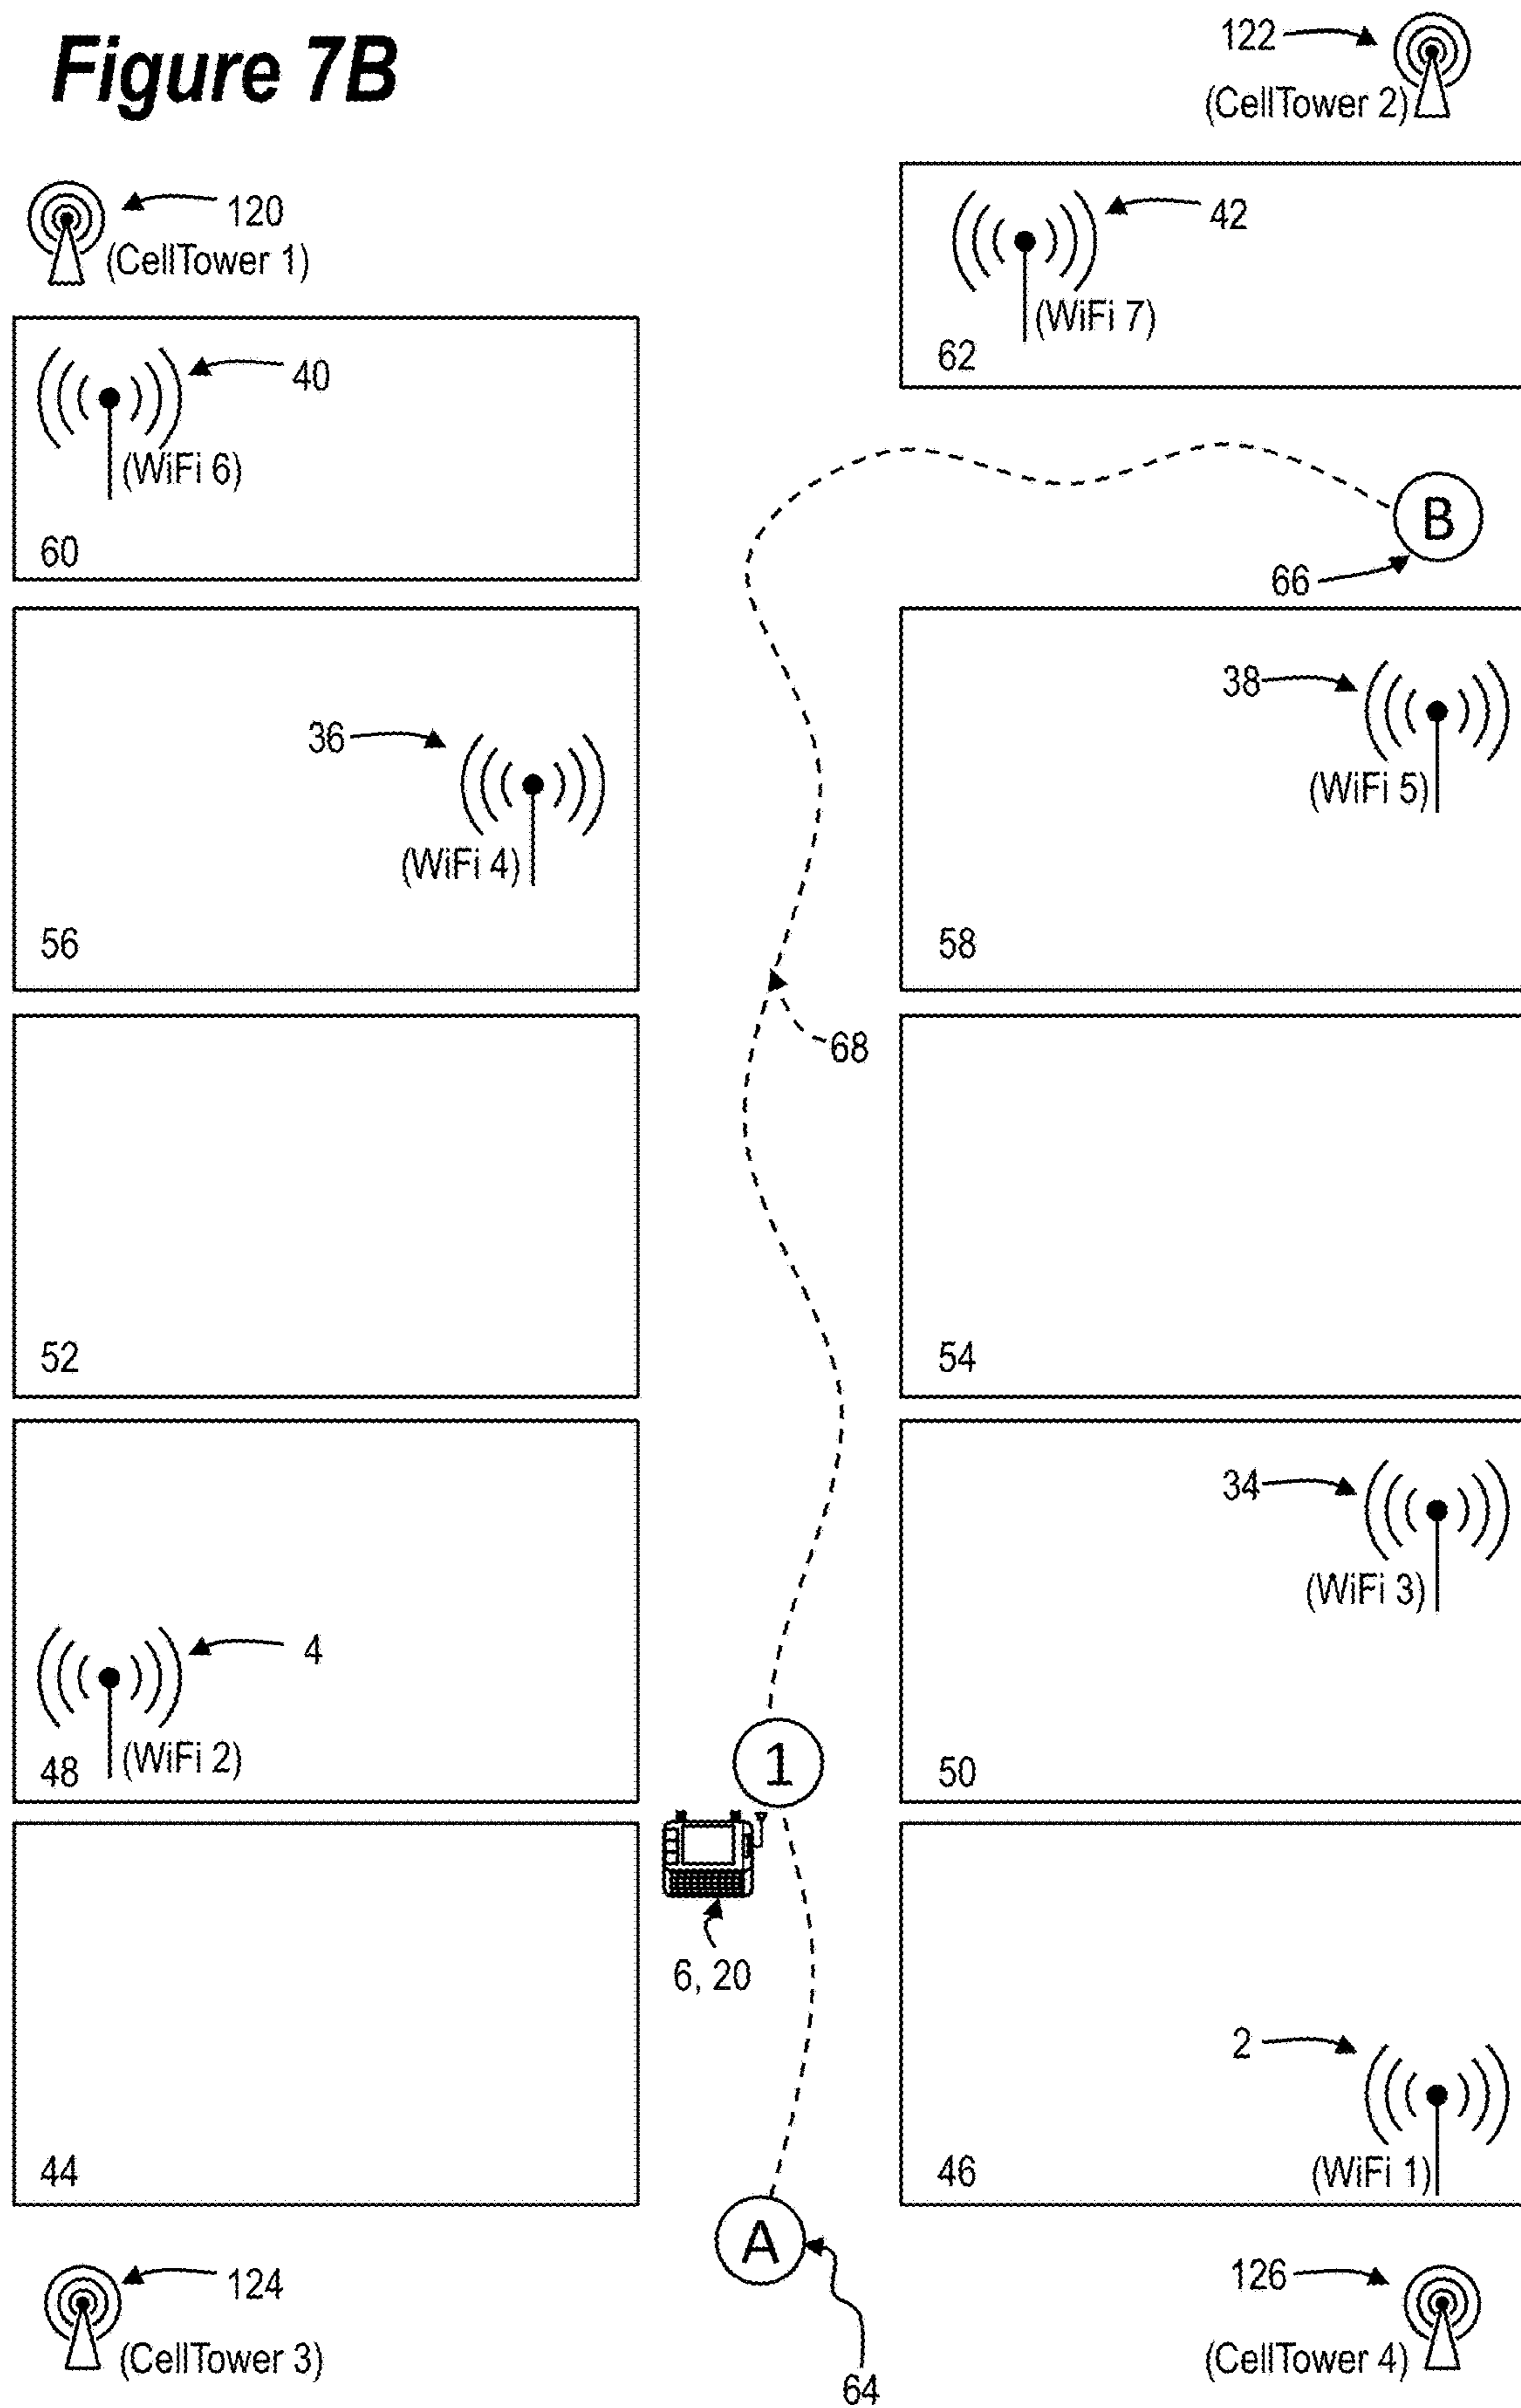 Figure 7B
122
(CellTower 2)
120
(CellTower 1)
42
(WiFi 7)
62
40
(WiFi 6)
60
B
66
38
(WiFi 5)
58
36
(WiFi 4)
56
68
52
54
34
(WiFi 3)
50
4
(WiFi 2)
48
1
6, 20
2
(WiFi 1)
46
44
A
64
124
(CellTower 3)
126
(CellTower 4)